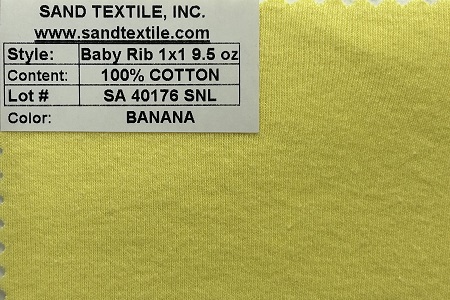 SAND TEXTILE, INC.
www.sandtextile.com
Style: Baby Rib 1x1 9.5 oz
Content: 100% COTTON
Lot # SA 40176 SNL
Color: BANANA